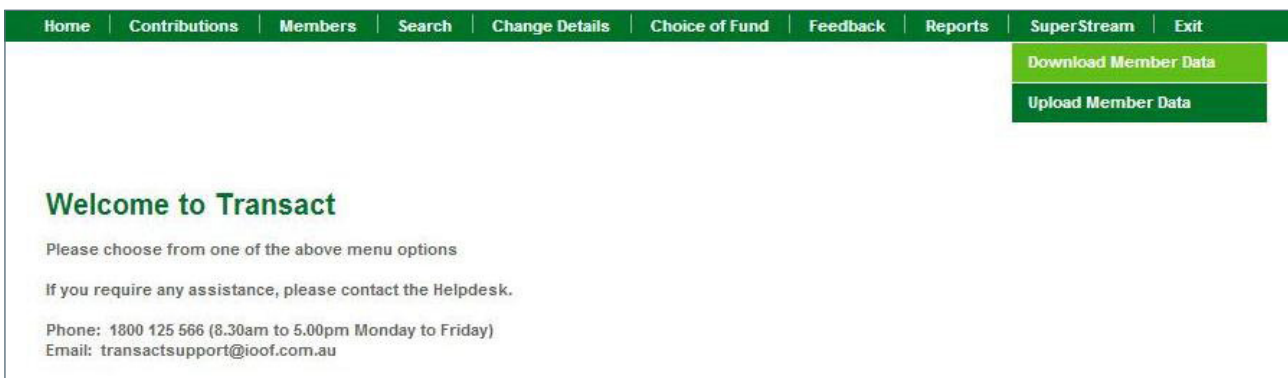 Home Contributions Members Search Change Details Choice of Fund Feedback Reports SuperStream Exit
Download Member Data
Upload Member Data
Welcome to Transact
Please choose from one of the above menu options
If you require any assistance, please contact the Helpdesk.
Phone: 1800 125 566 (8.30am to 5.00pm Monday to Friday)
Email: transactsupport@ioof.com.au